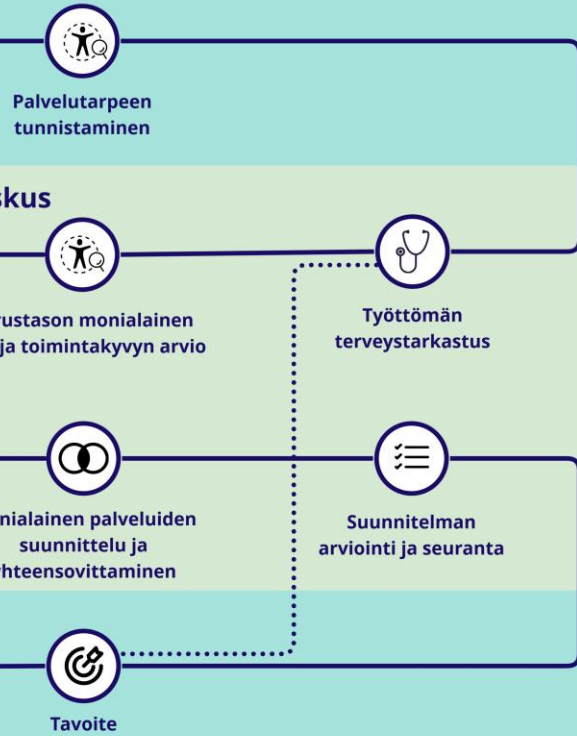 Palvelutarpeen
tunnistaminen
skus
rustason monialainen
ja toimintakyvyn arvio
Työttömän
terveystarkastus
nialainen palveluiden
suunnittelu ja
hteensovittaminen
Suunnitelman
arviointi ja seuranta
Tavoite